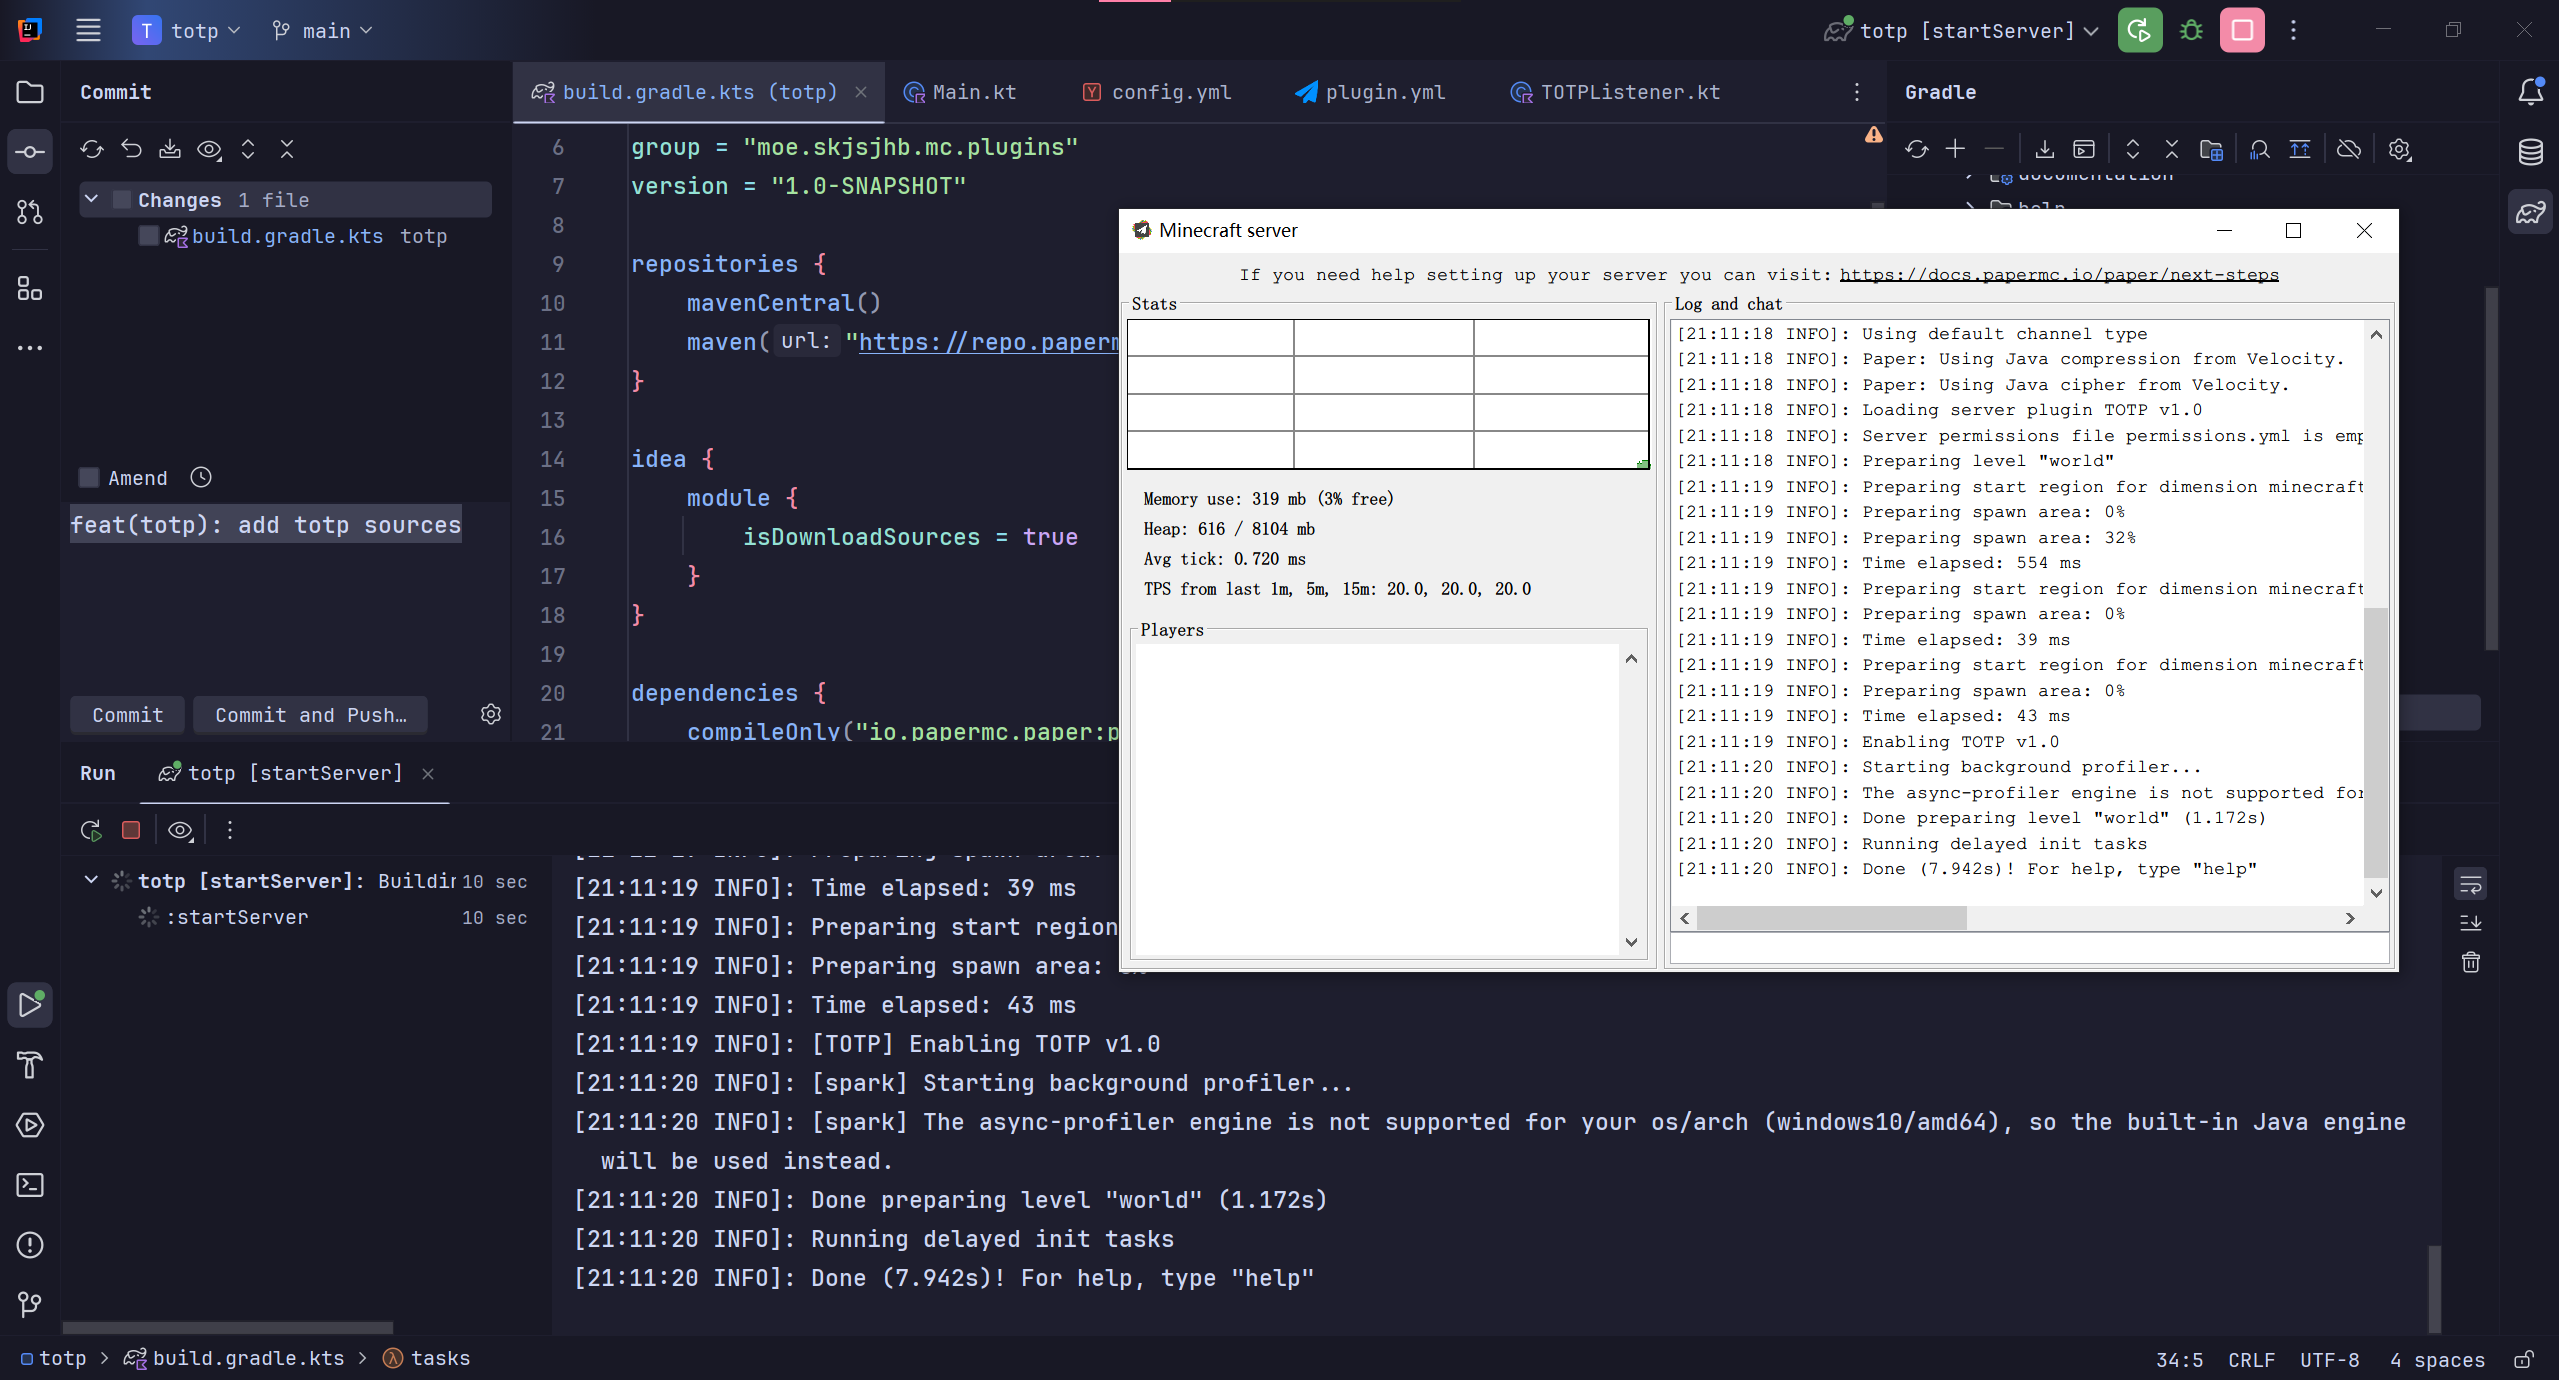 totp
main
totp [startServer]
Commit
build.gradle.kts (totp)
Main.kt
config.yml
plugin.yml
TOTPListener.kt
Gradle
Changes 1 file
build.gradle.kts totp
Amend
feat(totp): add totp sources
Commit
Commit and Push…
6 group = "moe.skjsjhb.mc.plugins"
7 version = "1.0-SNAPSHOT"
8
9 repositories {
10 mavenCentral()
11 maven( url: "https://repo.paperm
12 }
13
14 idea {
15 module {
16 isDownloadSources = true
17 }
18 }
19
20 dependencies {
21 compileOnly("io.papermc.paper:p
documentation
help
Minecraft server
If you need help setting up your server you can visit: https://docs.papermc.io/paper/next-steps
Stats
Memory use: 319 mb (3% free)
Heap: 616 / 8104 mb
Avg tick: 0.720 ms
TPS from last 1m, 5m, 15m: 20.0, 20.0, 20.0
Players
Log and chat
[21:11:18 INFO]: Using default channel type
[21:11:18 INFO]: Paper: Using Java compression from Velocity.
[21:11:18 INFO]: Paper: Using Java cipher from Velocity.
[21:11:18 INFO]: Loading server plugin TOTP v1.0
[21:11:18 INFO]: Server permissions file permissions.yml is emp
[21:11:18 INFO]: Preparing level "world"
[21:11:19 INFO]: Preparing start region for dimension minecraft
[21:11:19 INFO]: Preparing spawn area: 0%
[21:11:19 INFO]: Preparing spawn area: 32%
[21:11:19 INFO]: Time elapsed: 554 ms
[21:11:19 INFO]: Preparing start region for dimension minecraft
[21:11:19 INFO]: Preparing spawn area: 0%
[21:11:19 INFO]: Time elapsed: 39 ms
[21:11:19 INFO]: Preparing start region for dimension minecraft
[21:11:19 INFO]: Preparing spawn area: 0%
[21:11:19 INFO]: Time elapsed: 43 ms
[21:11:19 INFO]: Enabling TOTP v1.0
[21:11:20 INFO]: Starting background profiler...
[21:11:20 INFO]: The async-profiler engine is not supported for
[21:11:20 INFO]: Done preparing level "world" (1.172s)
[21:11:20 INFO]: Running delayed init tasks
[21:11:20 INFO]: Done (7.942s)! For help, type "help"
Run
totp [startServer]
totp [startServer]: Buildin 10 sec
:startServer 10 sec
[21:11:19 INFO]: Time elapsed: 39 ms
[21:11:19 INFO]: Preparing start region
[21:11:19 INFO]: Preparing spawn area:
[21:11:19 INFO]: Time elapsed: 43 ms
[21:11:19 INFO]: [TOTP] Enabling TOTP v1.0
[21:11:20 INFO]: [spark] Starting background profiler...
[21:11:20 INFO]: [spark] The async-profiler engine is not supported for your os/arch (windows10/amd64), so the built-in Java engine
will be used instead.
[21:11:20 INFO]: Done preparing level "world" (1.172s)
[21:11:20 INFO]: Running delayed init tasks
[21:11:20 INFO]: Done (7.942s)! For help, type "help"
totp > build.gradle.kts > tasks
34:5 CRLF UTF-8 4 spaces